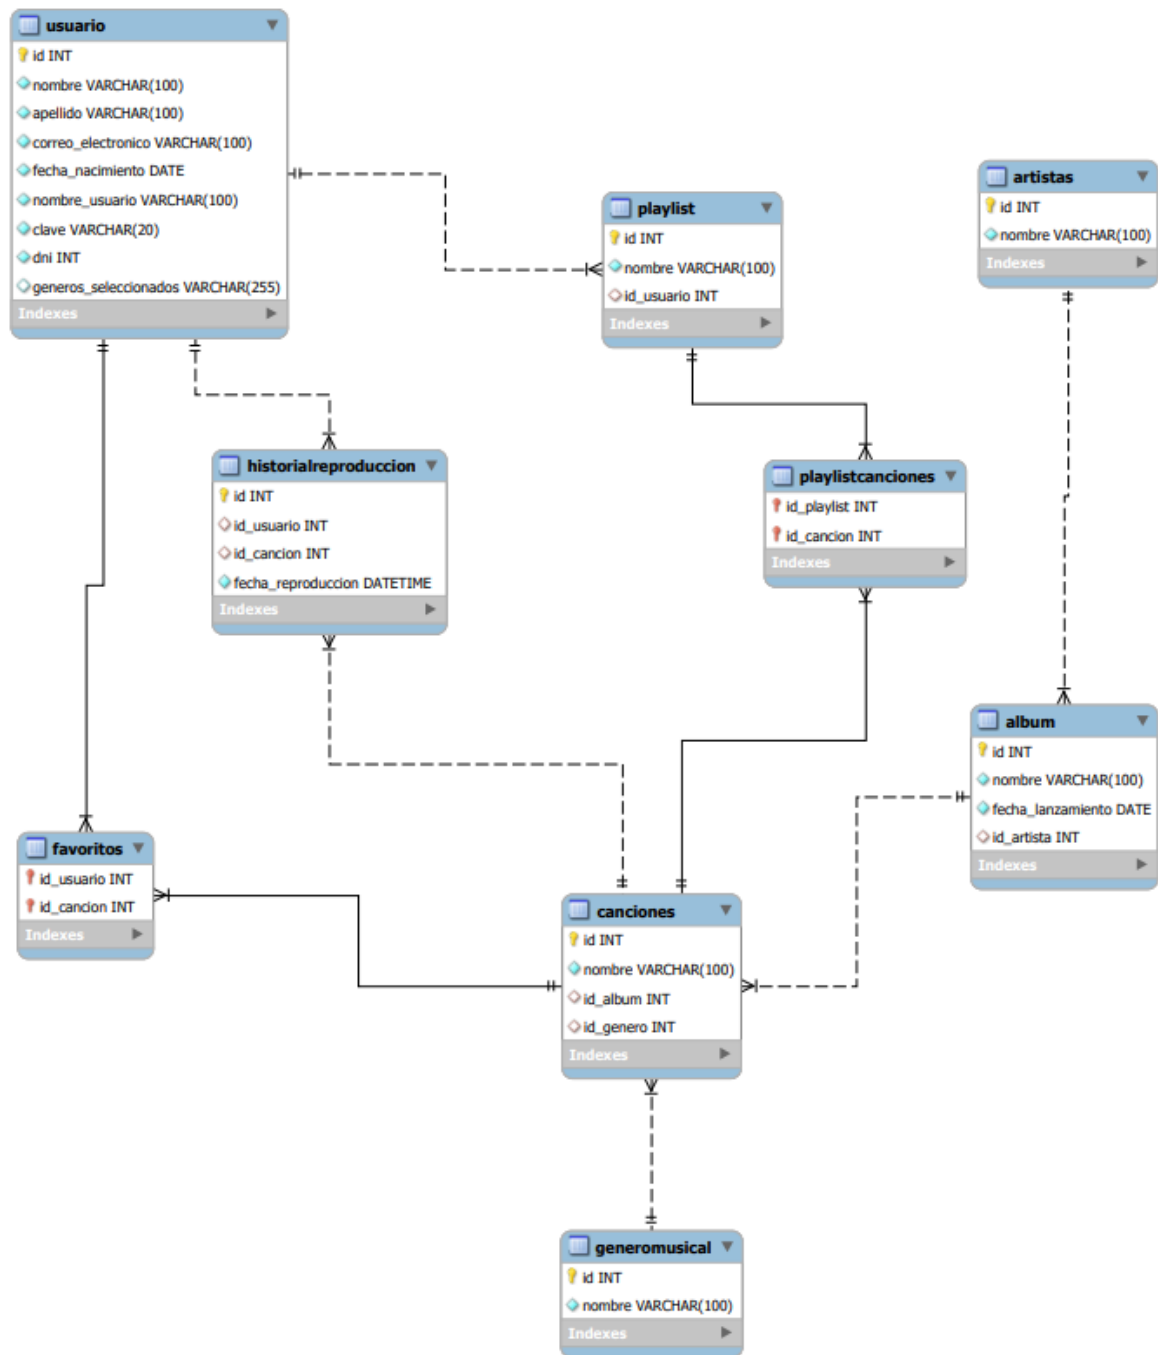 usuario
id INT
nombre VARCHAR(100)
apellido VARCHAR(100)
correo_electronico VARCHAR(100)
fecha_nacimiento DATE
nombre_usuario VARCHAR(100)
clave VARCHAR(20)
dni INT
generos_seleccionados VARCHAR(255)
Indexes
playlist
id INT
nombre VARCHAR(100)
id_usuario INT
Indexes
artistas
id INT
nombre VARCHAR(100)
Indexes
historialreproduccion
id INT
id_usuario INT
id_cancion INT
fecha_reproduccion DATETIME
Indexes
playlistcanciones
id_playlist INT
id_cancion INT
Indexes
album
id INT
nombre VARCHAR(100)
fecha_lanzamiento DATE
id_artista INT
Indexes
favoritos
id_usuario INT
id_cancion INT
Indexes
canciones
id INT
nombre VARCHAR(100)
id_album INT
id_genero INT
Indexes
generomusical
id INT
nombre VARCHAR(100)
Indexes